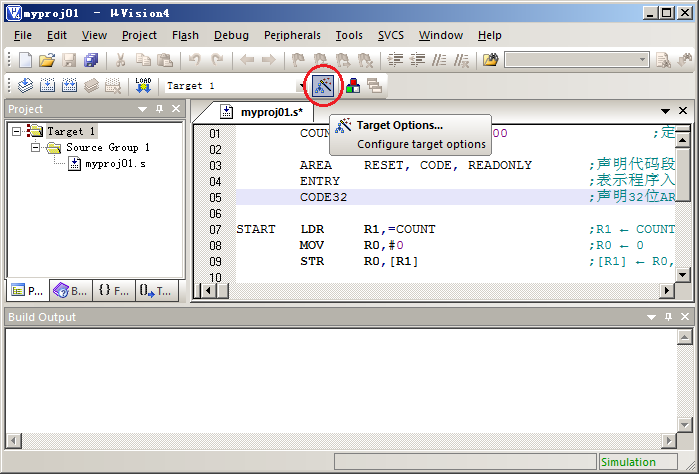 myproj01 - µVision4
File Edit View Project Flash Debug Peripherals Tools SVCS Window Help
LOAD Target 1
Project
Target 1
Source Group 1
myproj01.s
P... B... {} F... {}→ T...
myproj01.s*
01 COUN 00 ;定
02
03 AREA RESET, CODE, READONLY ;声明代码段
04 ENTRY ;表示程序入
05 CODE32 ;声明32位AR
06
07 START LDR R1,=COUNT ;R1 ← COUNT
08 MOV R0,#0 ;R0 ← 0
09 STR R0,[R1] ;[R1] ← R0,
10
Target Options...
Configure target options
Build Output
Simulation